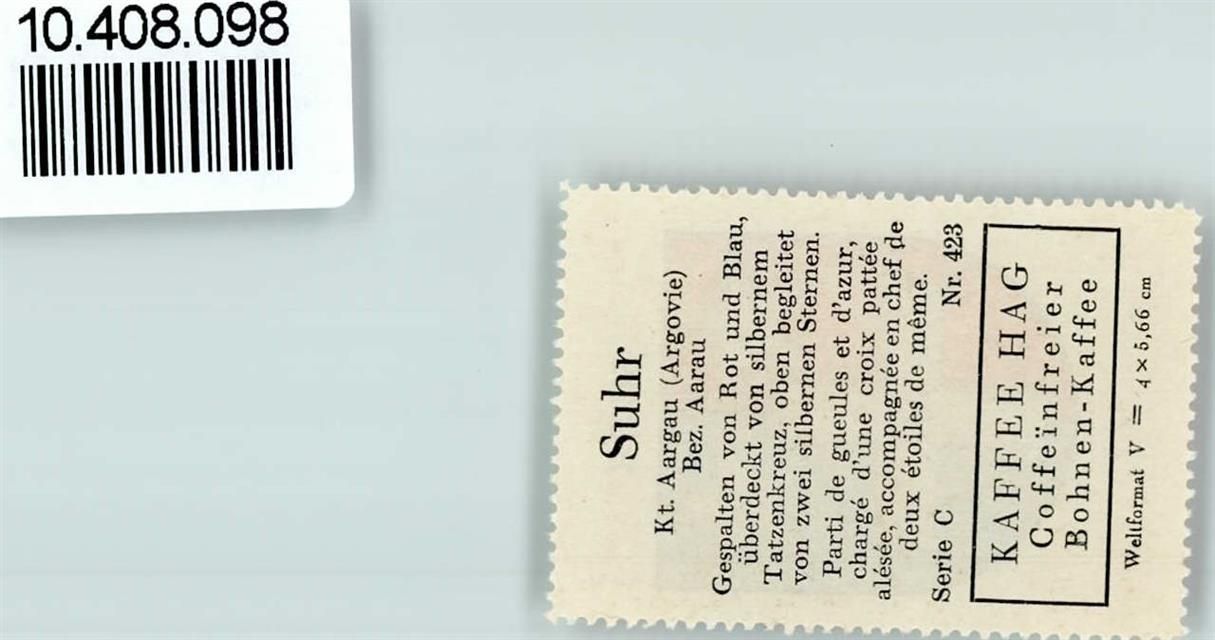 10.408.098
Suhr
Kt. Aargau (Argovie)
Bez. Aarau
Gespalten von Rot und Blau,
überdeckt von silbernem
Tatzenkreuz, oben begleitet
von zwei silbernen Sternen.
Parti de gueules et d'azur,
chargé d'une croix pattée
alésée, accompagnée en chef de
deux étoiles de même.
Serie C Nr. 423
KAFFEE HAG
Coffeïnfreier
Bohnen-Kaffee
Weltformat V = 4 × 5,66 cm